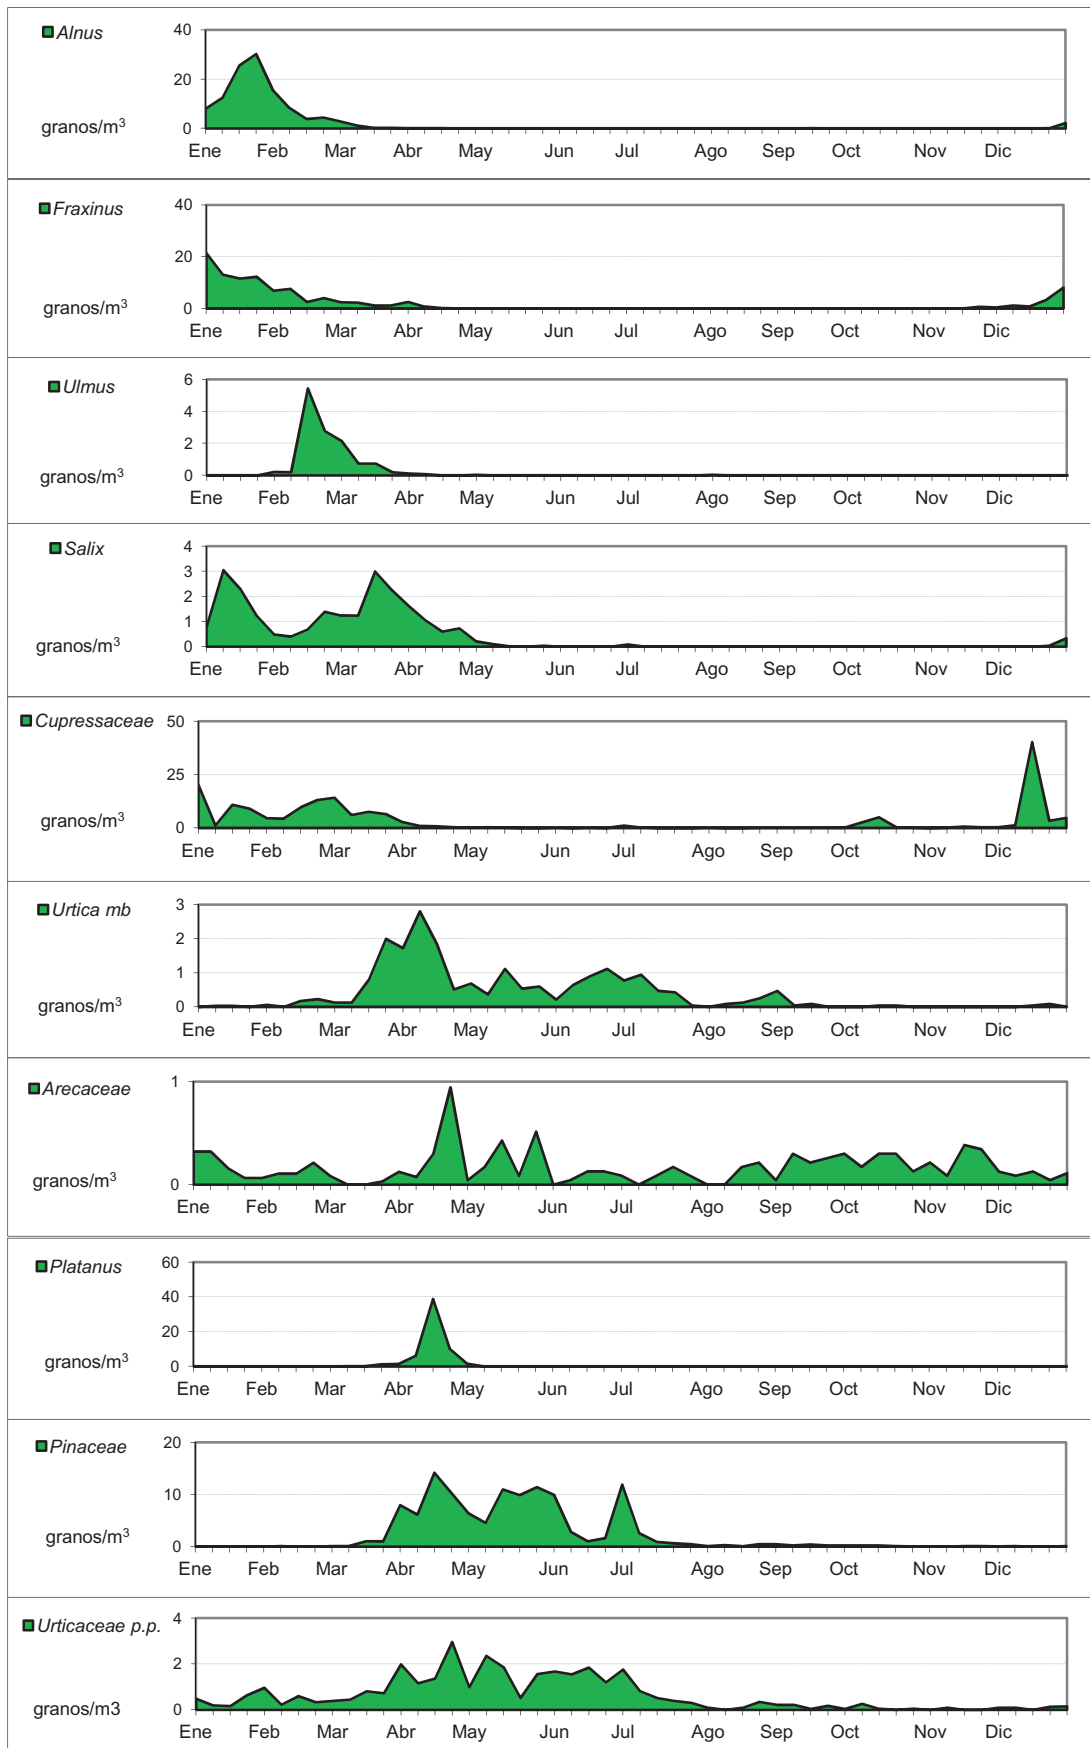 Alnus
40
20
0
granos/m³
Ene Feb Mar Abr May Jun Jul Ago Sep Oct Nov Dic
Fraxinus
40
20
0
granos/m³
Ene Feb Mar Abr May Jun Jul Ago Sep Oct Nov Dic
Ulmus
6
4
2
0
granos/m³
Ene Feb Mar Abr May Jun Jul Ago Sep Oct Nov Dic
Salix
4
3
2
1
0
granos/m³
Ene Feb Mar Abr May Jun Jul Ago Sep Oct Nov Dic
Cupressaceae
50
25
0
granos/m³
Ene Feb Mar Abr May Jun Jul Ago Sep Oct Nov Dic
Urtica mb
3
2
1
0
granos/m³
Ene Feb Mar Abr May Jun Jul Ago Sep Oct Nov Dic
Arecaceae
1
0
granos/m³
Ene Feb Mar Abr May Jun Jul Ago Sep Oct Nov Dic
Platanus
60
40
20
0
granos/m³
Ene Feb Mar Abr May Jun Jul Ago Sep Oct Nov Dic
Pinaceae
20
10
0
granos/m³
Ene Feb Mar Abr May Jun Jul Ago Sep Oct Nov Dic
Urticaceae p.p.
4
2
0
granos/m3
Ene Feb Mar Abr May Jun Jul Ago Sep Oct Nov Dic